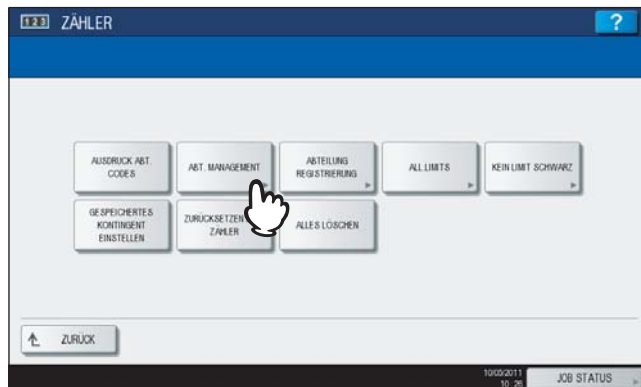 123 ZÄHLER ?
AUSDRUCK ABT.
CODES
ABT. MANAGEMENT
ABTEILUNG
REGISTRIERUNG
ALL LIMITS
KEIN LIMIT SCHWARZ
GESPEICHERTES
KONTINGENT
EINSTELLEN
ZURÜCKSETZEN
ZÄHLER
ALLES LÖSCHEN
ZURÜCK
10/03/2011
10:26
JOB STATUS